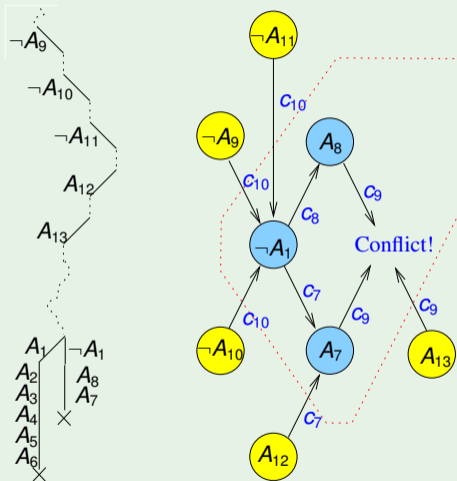 ¬A₉
¬A₁₀
¬A₁₁
A₁₂
A₁₃
A₁ ¬A₁
A₂ A₈
A₃ A₇
A₄
A₅
A₆
¬A₁₁
c₁₀
¬A₉
A₈
c₁₀
c₈
c₉
¬A₁
Conflict!
c₇
c₁₀
c₉
c₉
¬A₁₀
A₇
A₁₃
c₇
A₁₂